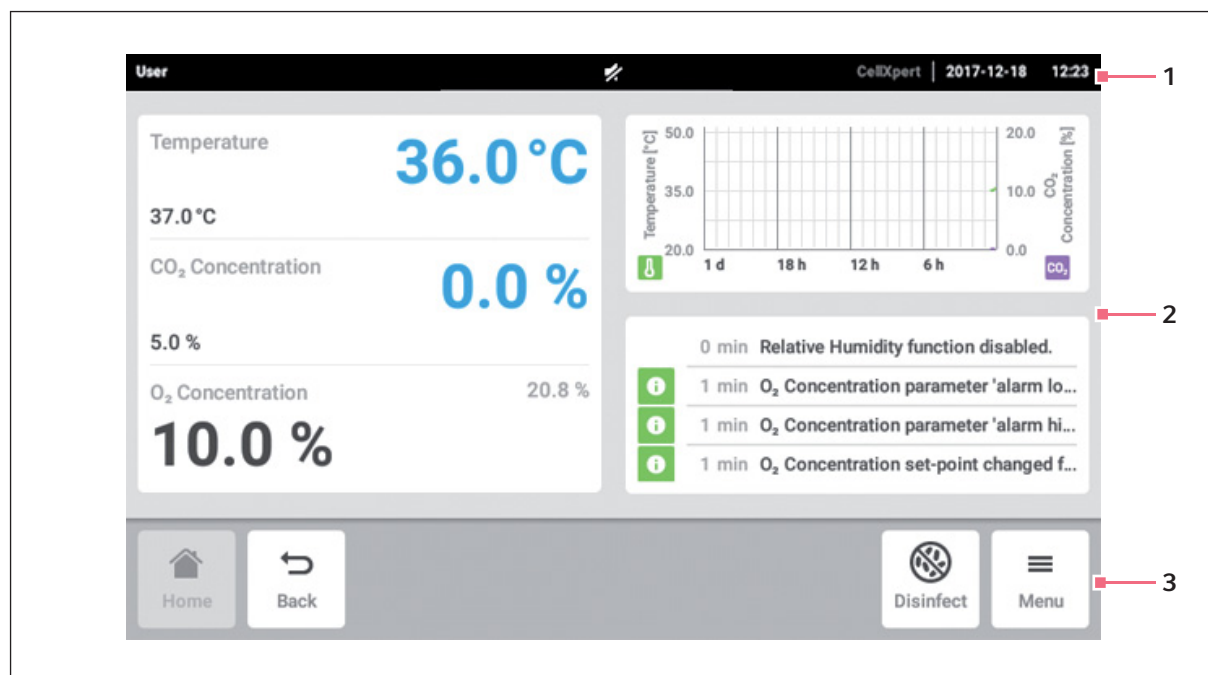 User CellXpert 2017-12-18 12:23
1
Temperature
36.0°C
37.0°C
CO₂ Concentration
0.0 %
5.0 %
O₂ Concentration 20.8 %
10.0 %
Temperature [°C]
50.0
35.0
20.0
1 d 18 h 12 h 6 h
20.0
10.0
0.0
CO₂
Concentration [%]
CO₂
2
0 min Relative Humidity function disabled.
1 min O₂ Concentration parameter 'alarm lo...
1 min O₂ Concentration parameter 'alarm hi...
1 min O₂ Concentration set-point changed f...
Home Back Disinfect Menu
3